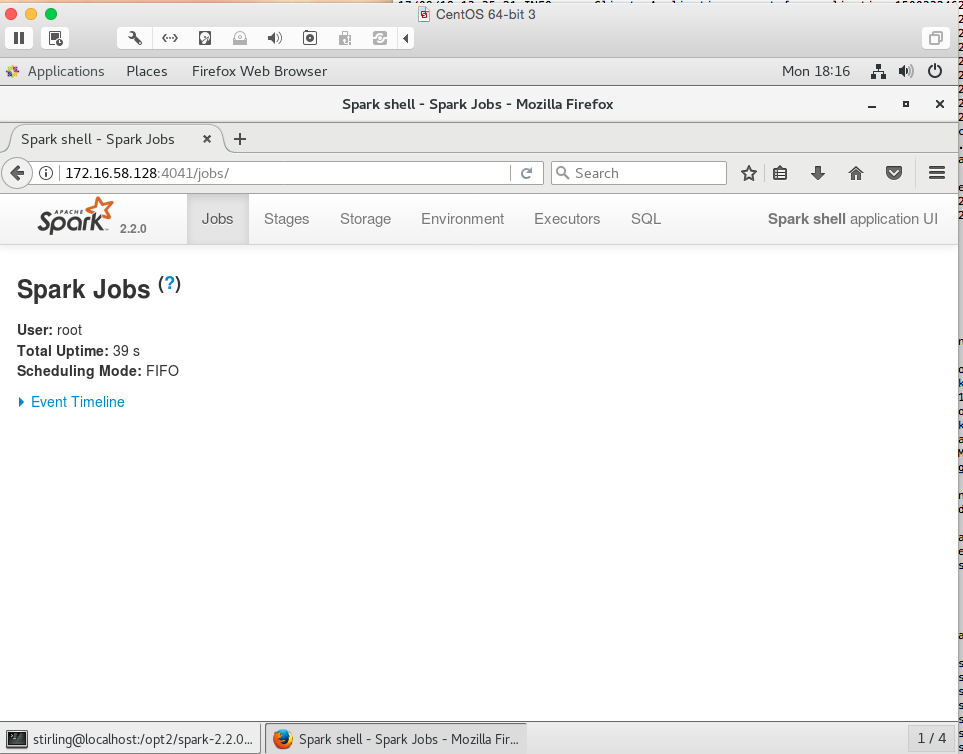 CentOS 64-bit 3
Applications Places Firefox Web Browser Mon 18:16
Spark shell - Spark Jobs - Mozilla Firefox
Spark shell - Spark Jobs
172.16.58.128:4041/jobs/ Search
APACHE Spark 2.2.0 Jobs Stages Storage Environment Executors SQL Spark shell application UI
Spark Jobs (?)
User: root
Total Uptime: 39 s
Scheduling Mode: FIFO
Event Timeline
stirling@localhost:/opt2/spark-2.2.0... Spark shell - Spark Jobs - Mozilla Fir... 1 / 4